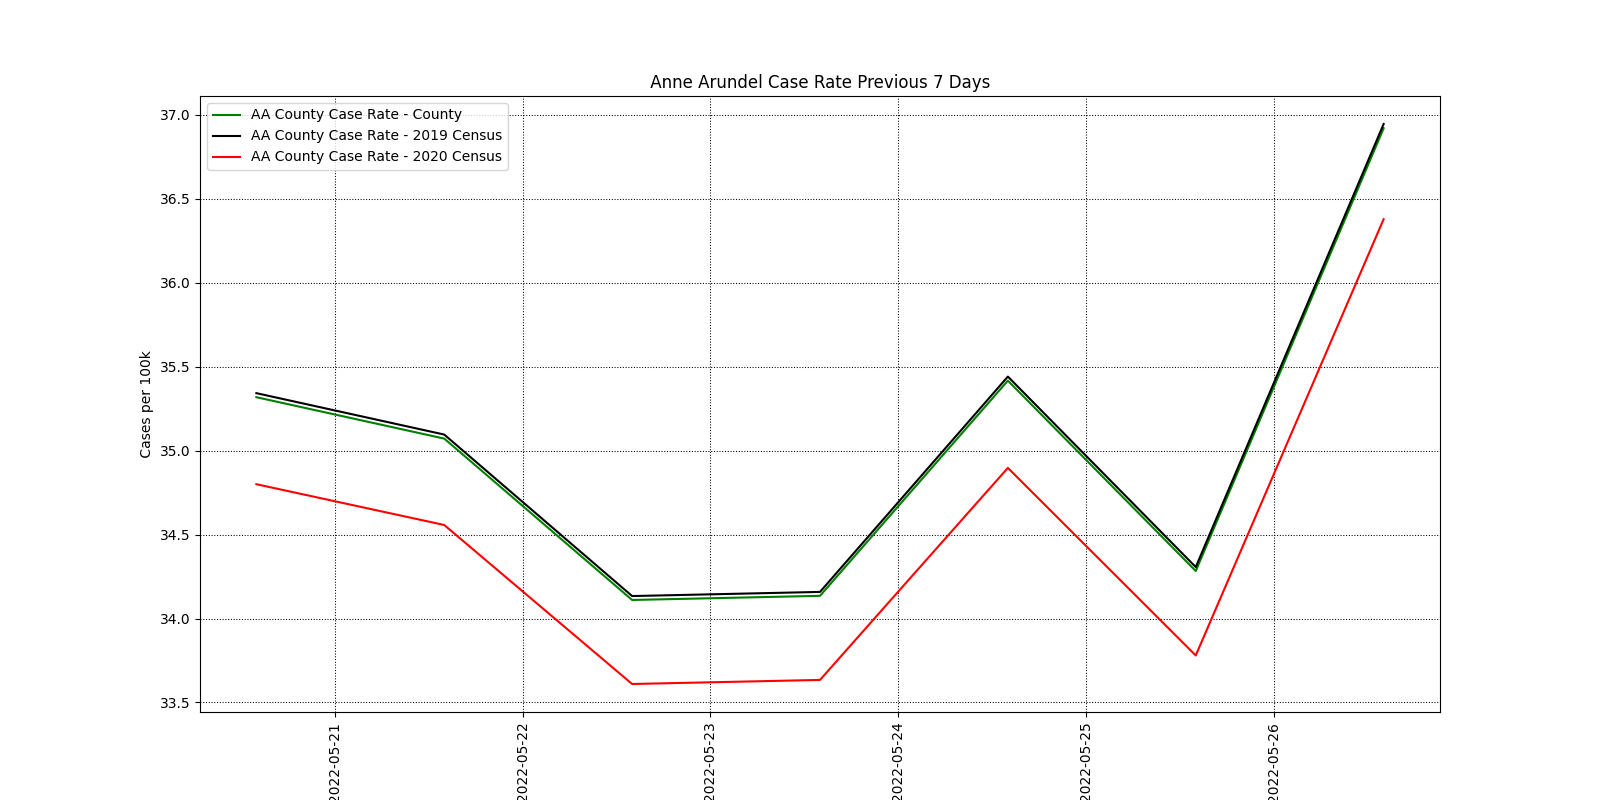 Anne Arundel Case Rate Previous 7 Days
AA County Case Rate - County
AA County Case Rate - 2019 Census
AA County Case Rate - 2020 Census
Cases per 100k
37.0
36.5
36.0
35.5
35.0
34.5
34.0
33.5
2022-05-21
2022-05-22
2022-05-23
2022-05-24
2022-05-25
2022-05-26